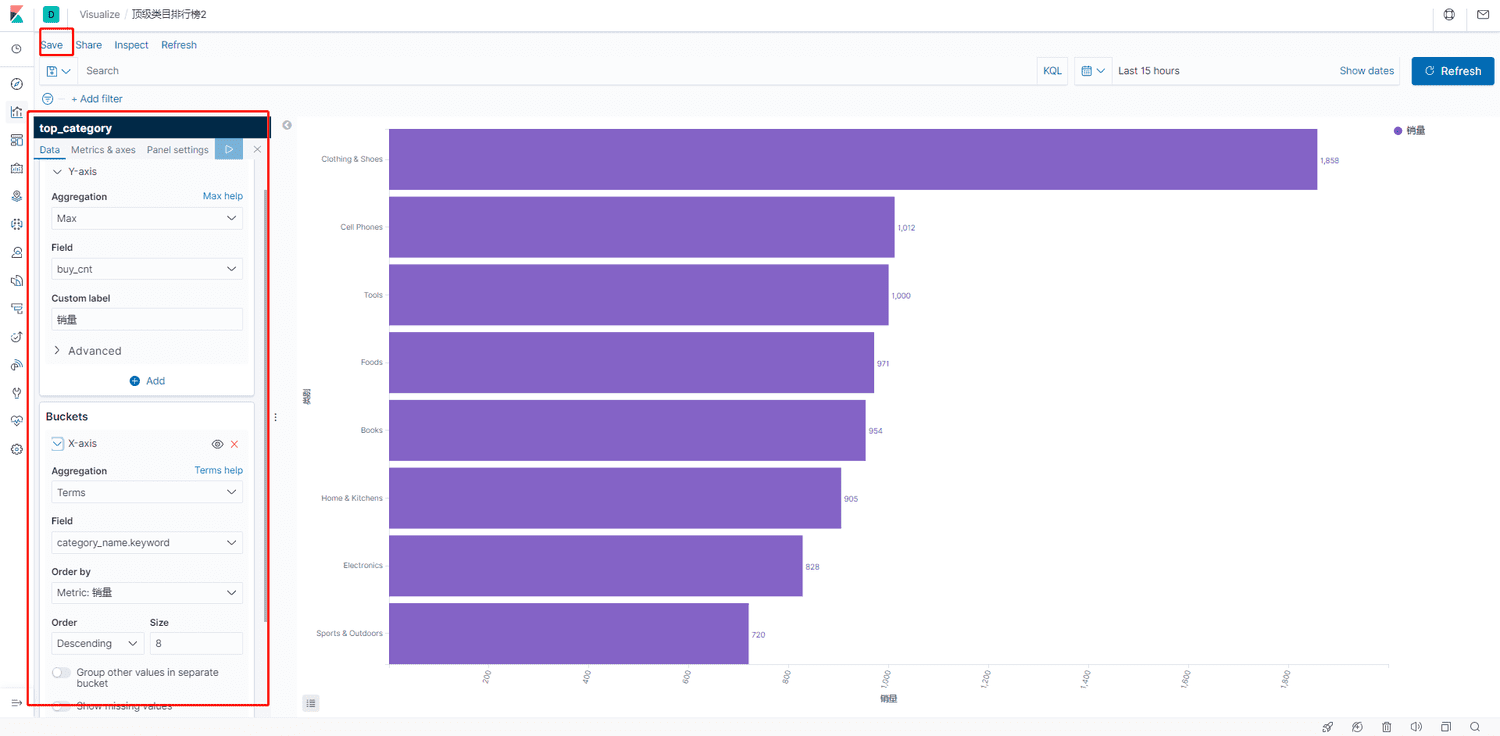 D Visualize / 顶级类目排行榜2
Save Share Inspect Refresh
Search KQL Last 15 hours Show dates Refresh
+ Add filter
top_category
Data Metrics & axes Panel settings
Y-axis
Aggregation Max help
Max
Field
buy_cnt
Custom label
销量
Advanced
Add
Buckets
X-axis
Aggregation Terms help
Terms
Field
category_name.keyword
Order by
Metric: 销量
Order Size
Descending 8
Group other values in separate
bucket
Show missing values
销量
Clothing & Shoes 1,858
Cell Phones 1,012
Tools 1,000
Foods 971
Books 954
Home & Kitchens 905
Electronics 828
Sports & Outdoors 720
200 400 600 800 1,000 1,200 1,400 1,600 1,800
销量